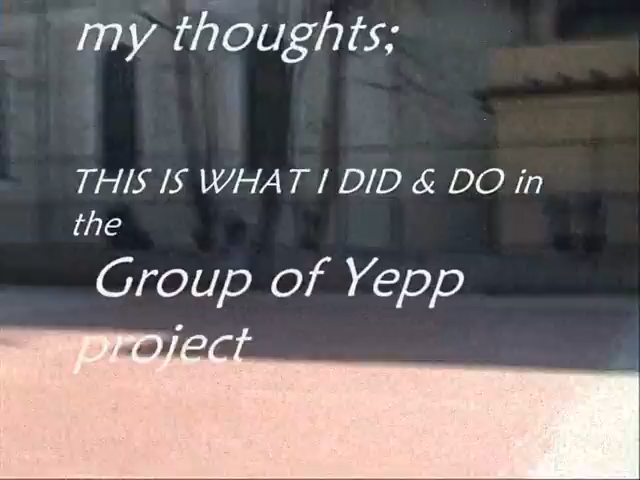 my thoughts;
THIS IS WHAT I DID & DO in
the
Group of Yepp
project